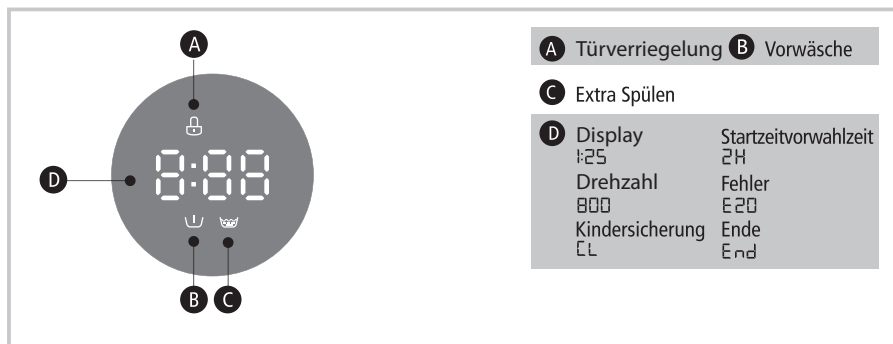 A
D
8:88
B C
A Türverriegelung B Vorwäsche
C Extra Spülen
D Display Startzeitvorwahlzeit
1:25 2H
Drehzahl Fehler
800 E20
Kindersicherung Ende
CL End